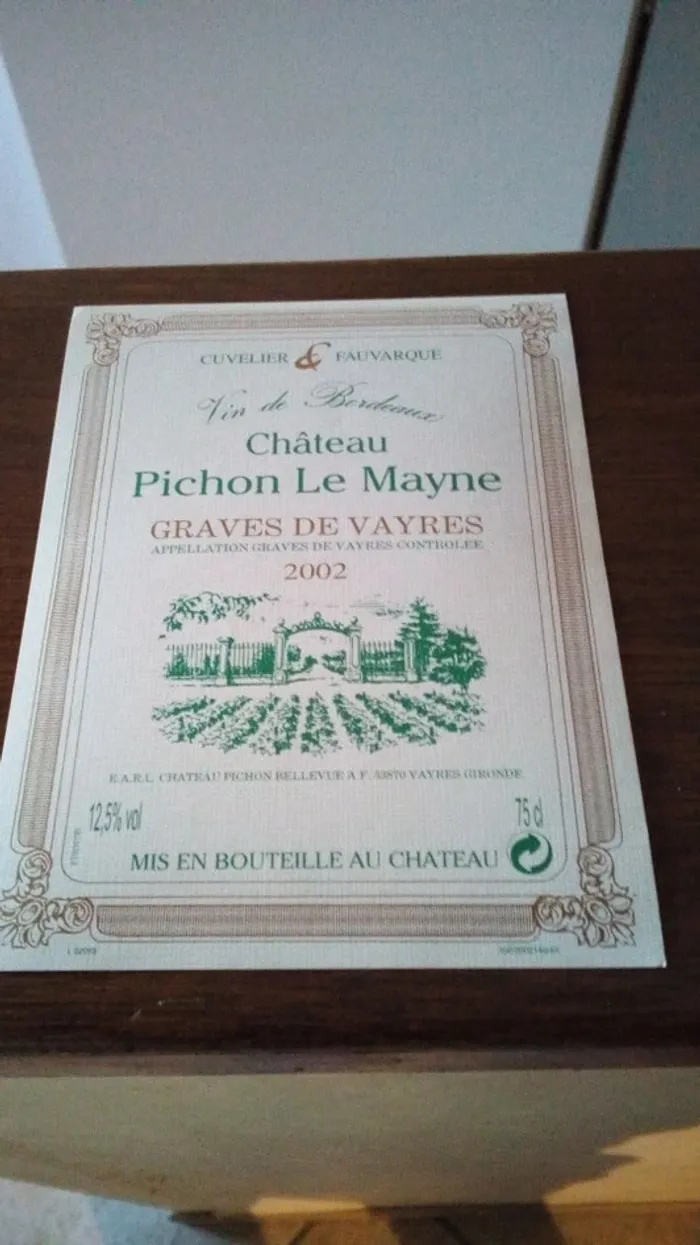 CUVELIER & FAUVARQUE
Vin de Bordeaux
Château
Pichon Le Mayne
GRAVES DE VAYRES
APPELLATION GRAVES DE VAYRES CONTROLEE
2002
E.A.R.L. CHATEAU PICHON BELLEVUE A F. 33870 VAYRES GIRONDE
12,5% vol
75 cl
MIS EN BOUTEILLE AU CHATEAU